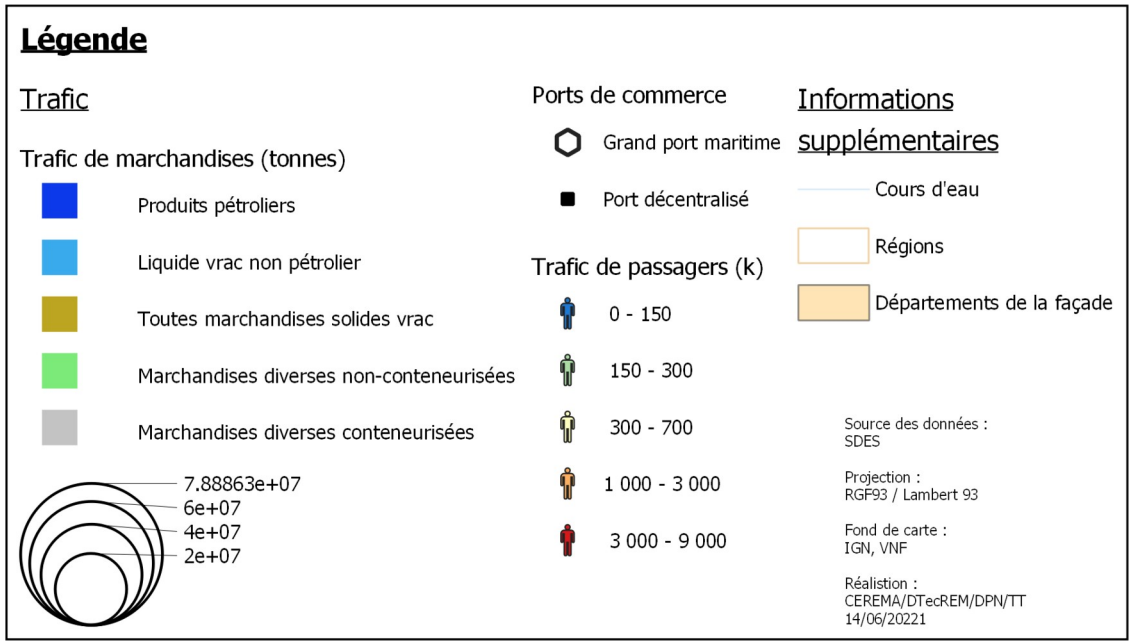 Légende
Trafic
Trafic de marchandises (tonnes)
Produits pétroliers
Liquide vrac non pétrolier
Toutes marchandises solides vrac
Marchandises diverses non-conteneurisées
Marchandises diverses conteneurisées
7.88863e+07
6e+07
4e+07
2e+07
Ports de commerce
Grand port maritime
Port décentralisé
Trafic de passagers (k)
0 - 150
150 - 300
300 - 700
1 000 - 3 000
3 000 - 9 000
Informations
supplémentaires
Cours d'eau
Régions
Départements de la façade
Source des données :
SDES
Projection :
RGF93 / Lambert 93
Fond de carte :
IGN, VNF
Réalistion :
CEREMA/DTecREM/DPN/TT
14/06/20221